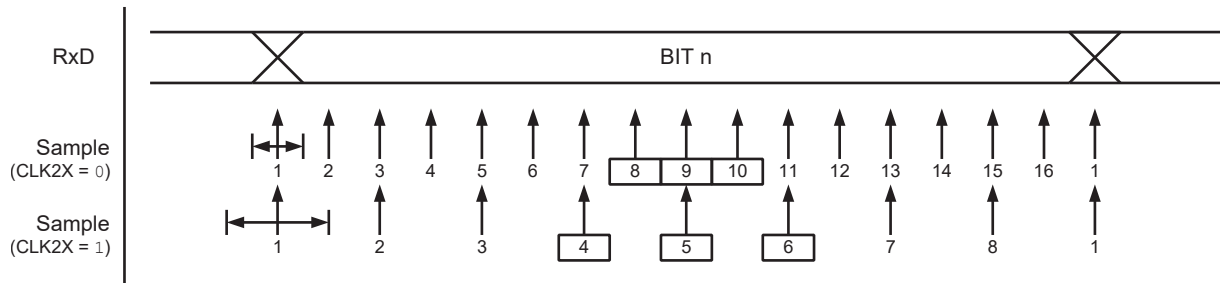 RxD BIT n
Sample
(CLK2X = 0) 1 2 3 4 5 6 7 8 9 10 11 12 13 14 15 16 1
Sample
(CLK2X = 1) 1 2 3 4 5 6 7 8 1